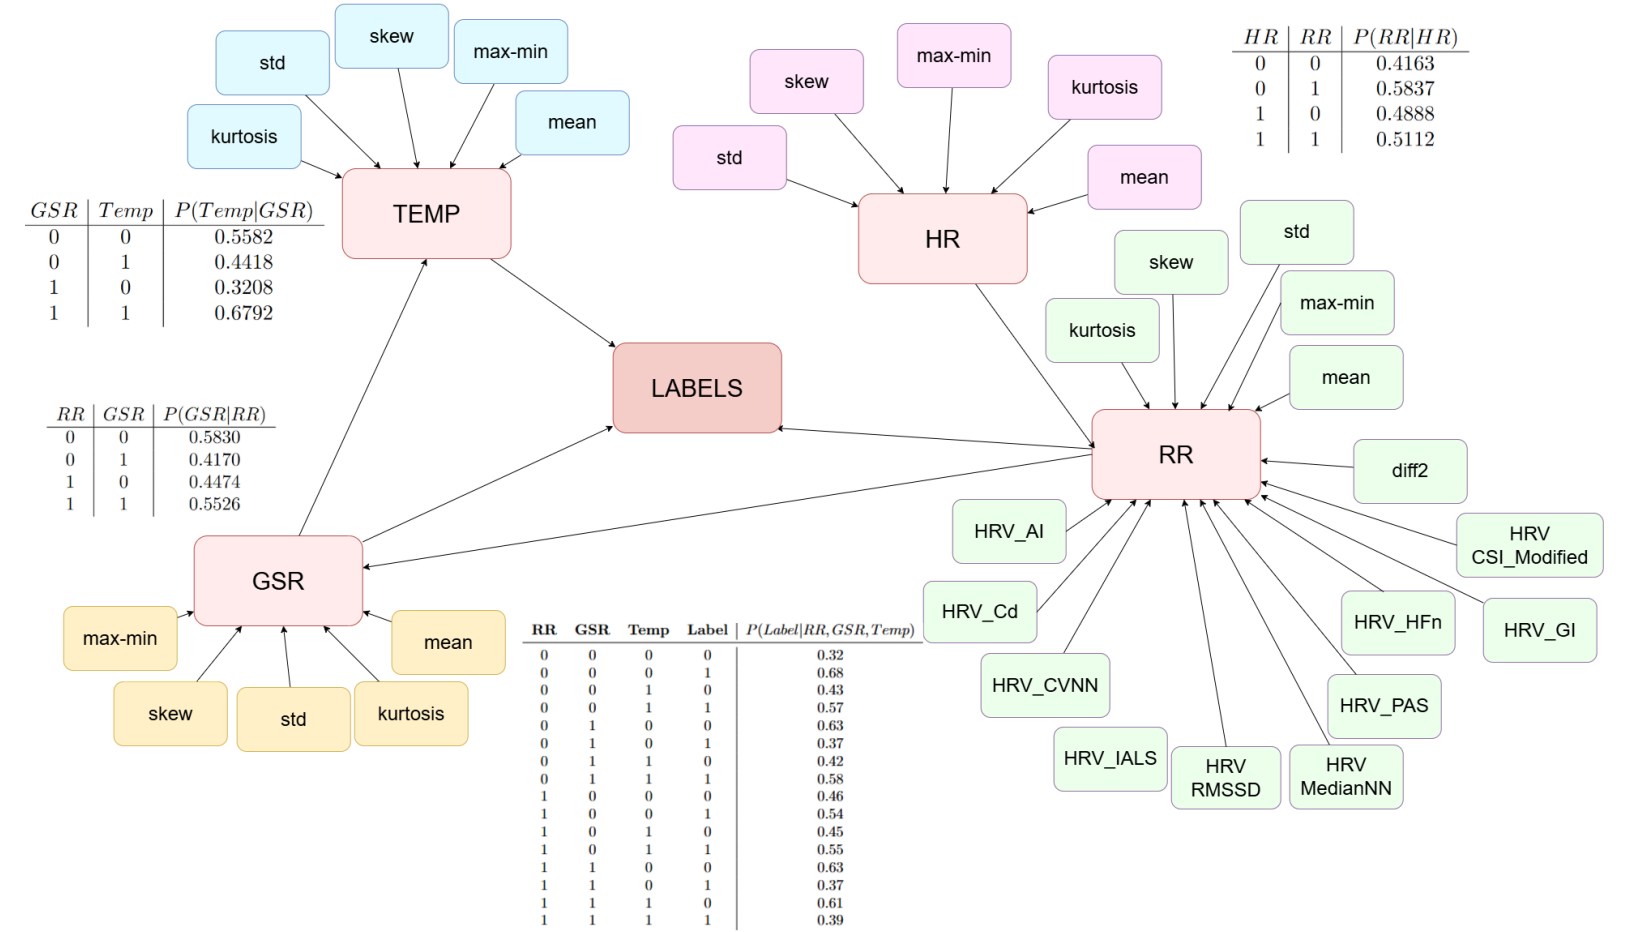 skew
std
max-min
kurtosis
mean
TEMP
GSR Temp P(Temp|GSR)
0 0 0.5582
0 1 0.4418
1 0 0.3208
1 1 0.6792
max-min
skew
kurtosis
std
mean
HR
HR RR P(RR|HR)
0 0 0.4163
0 1 0.5837
1 0 0.4888
1 1 0.5112
std
skew
max-min
kurtosis
mean
RR
diff2
LABELS
RR GSR P(GSR|RR)
0 0 0.5830
0 1 0.4170
1 0 0.4474
1 1 0.5526
GSR
max-min
mean
skew
std
kurtosis
RR GSR Temp Label P(Label|RR, GSR, Temp)
0 0 0 0 0.32
0 0 0 1 0.68
0 0 1 0 0.43
0 0 1 1 0.57
0 1 0 0 0.63
0 1 0 1 0.37
0 1 1 0 0.42
0 1 1 1 0.58
1 0 0 0 0.46
1 0 0 1 0.54
1 0 1 0 0.45
1 0 1 1 0.55
1 1 0 0 0.63
1 1 0 1 0.37
1 1 1 0 0.61
1 1 1 1 0.39
HRV_AI
HRV
CSI_Modified
HRV_Cd
HRV_HFn
HRV_GI
HRV_CVNN
HRV_PAS
HRV_IALS
HRV
RMSSD
HRV
MedianNN